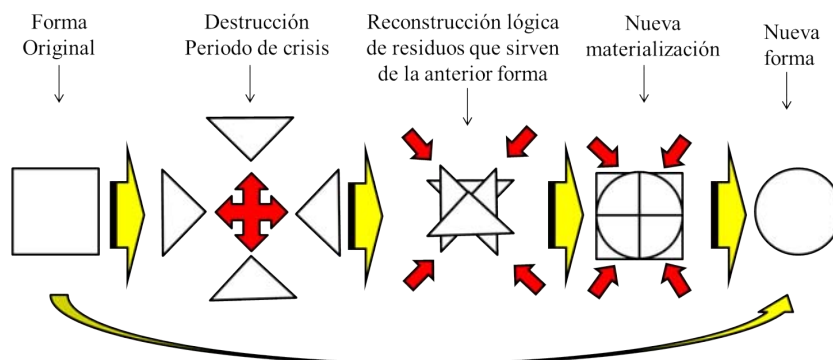 Forma
Original
Destrucción
Periodo de crisis
Reconstrucción lógica
de residuos que sirven
de la anterior forma
Nueva
materialización
Nueva
forma